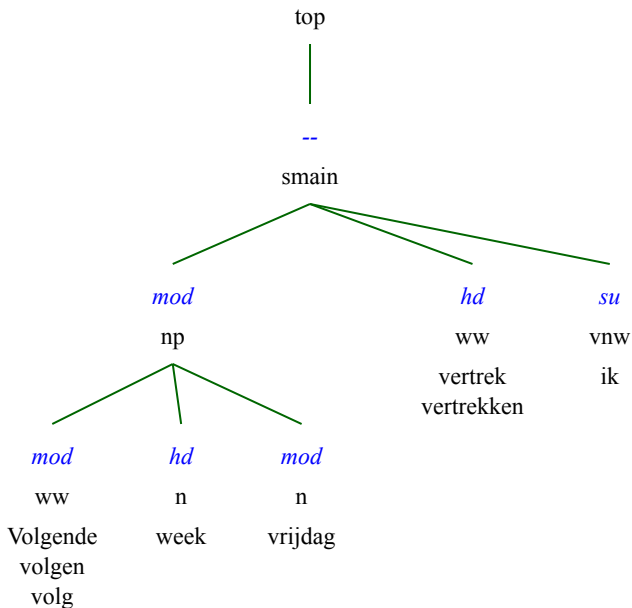 top
--
smain
mod hd su
np ww vnw
vertrek ik
vertrekken
mod hd mod
ww n n
Volgende week vrijdag
volgen
volg